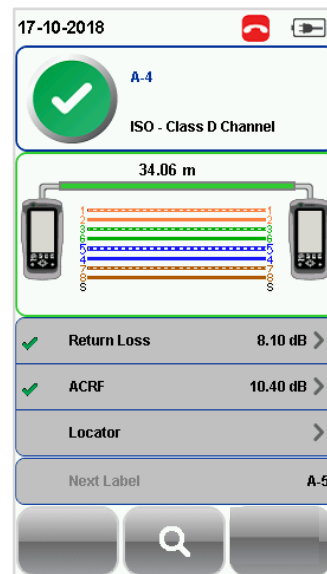 17-10-2018
A-4
ISO - Class D Channel
34.06 m
1 1
2 2
3 3
6 6
5 5
4 4
7 7
8 8
S S
Return Loss 8.10 dB
ACRF 10.40 dB
Locator
Next Label A-5